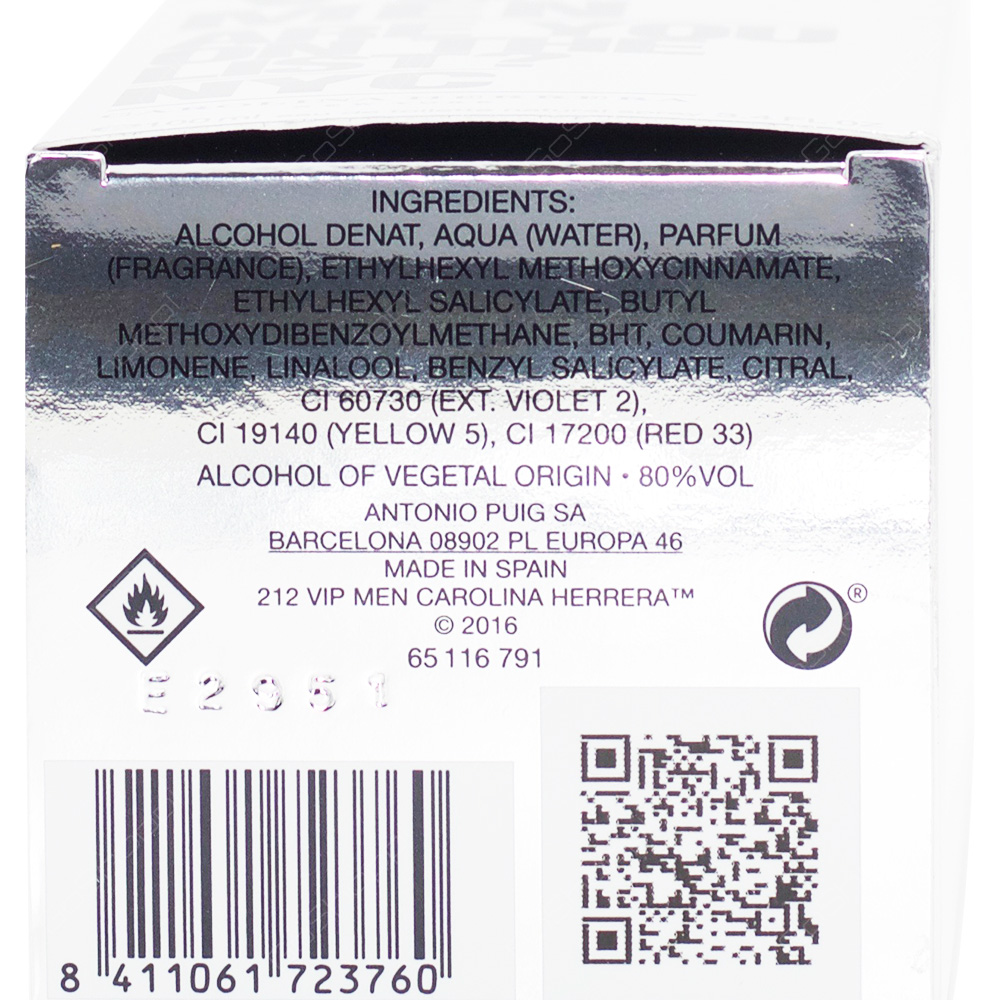 MEN
NYC
INGREDIENTS:
ALCOHOL DENAT, AQUA (WATER), PARFUM
(FRAGRANCE), ETHYLHEXYL METHOXYCINNAMATE,
ETHYLHEXYL SALICYLATE, BUTYL
METHOXYDIBENZOYLMETHANE, BHT, COUMARIN,
LIMONENE, LINALOOL, BENZYL SALICYLATE, CITRAL,
CI 60730 (EXT. VIOLET 2),
CI 19140 (YELLOW 5), CI 17200 (RED 33)
ALCOHOL OF VEGETAL ORIGIN • 80%VOL
ANTONIO PUIG SA
BARCELONA 08902 PL EUROPA 46
MADE IN SPAIN
212 VIP MEN CAROLINA HERRERA™
© 2016
65116791
®
E2951
8 411061 723760